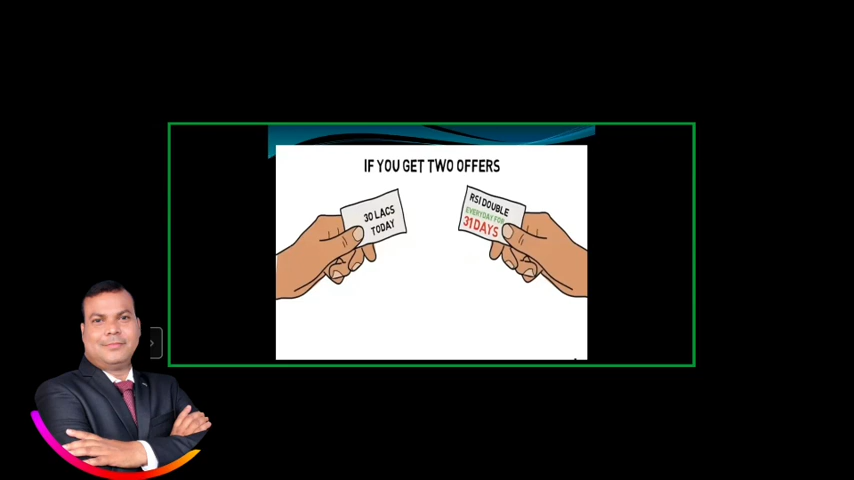 IF YOU GET TWO OFFERS
30 LACS
TODAY
RS1 DOUBLE
EVERYDAY FOR
31 DAYS